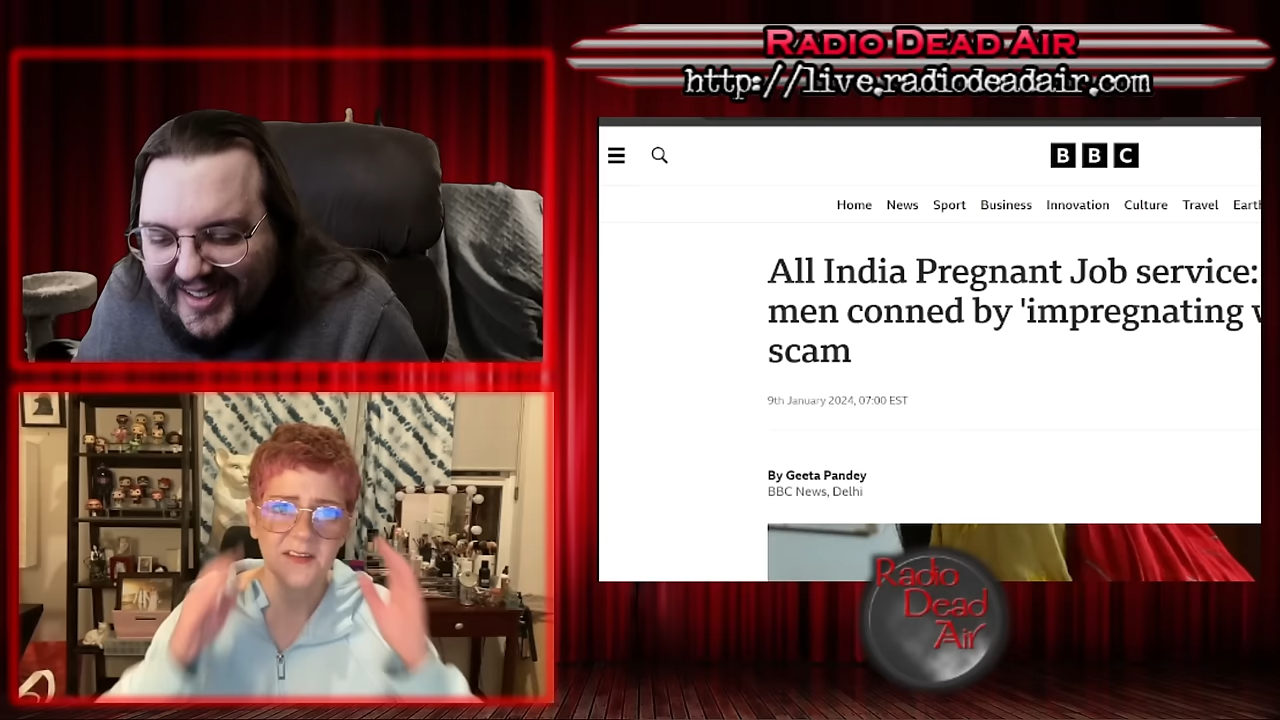 Radio Dead Air
http://live.radiodeadair.com
BBC
Home News Sport Business Innovation Culture Travel Earth
All India Pregnant Job service:
men conned by 'impregnating w
scam
9th January 2024, 07:00 EST
By Geeta Pandey
BBC News, Delhi
Radio
Dead
Air